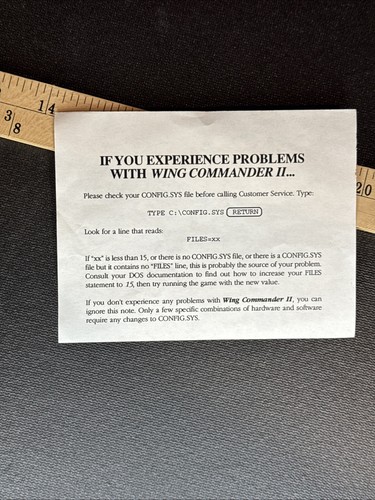 14
3
8
20
IF YOU EXPERIENCE PROBLEMS
WITH WING COMMANDER II...
Please check your CONFIG.SYS file before calling Customer Service. Type:
TYPE C:\CONFIG.SYS RETURN
Look for a line that reads:
FILES=xx
If "xx" is less than 15, or there is no CONFIG.SYS file, or there is a CONFIG.SYS
file but it contains no "FILES" line, this is probably the source of your problem.
Consult your DOS documentation to find out how to increase your FILES
statement to 15, then try running the game with the new value.
If you don't experience any problems with Wing Commander II, you can
ignore this note. Only a few specific combinations of hardware and software
require any changes to CONFIG.SYS.